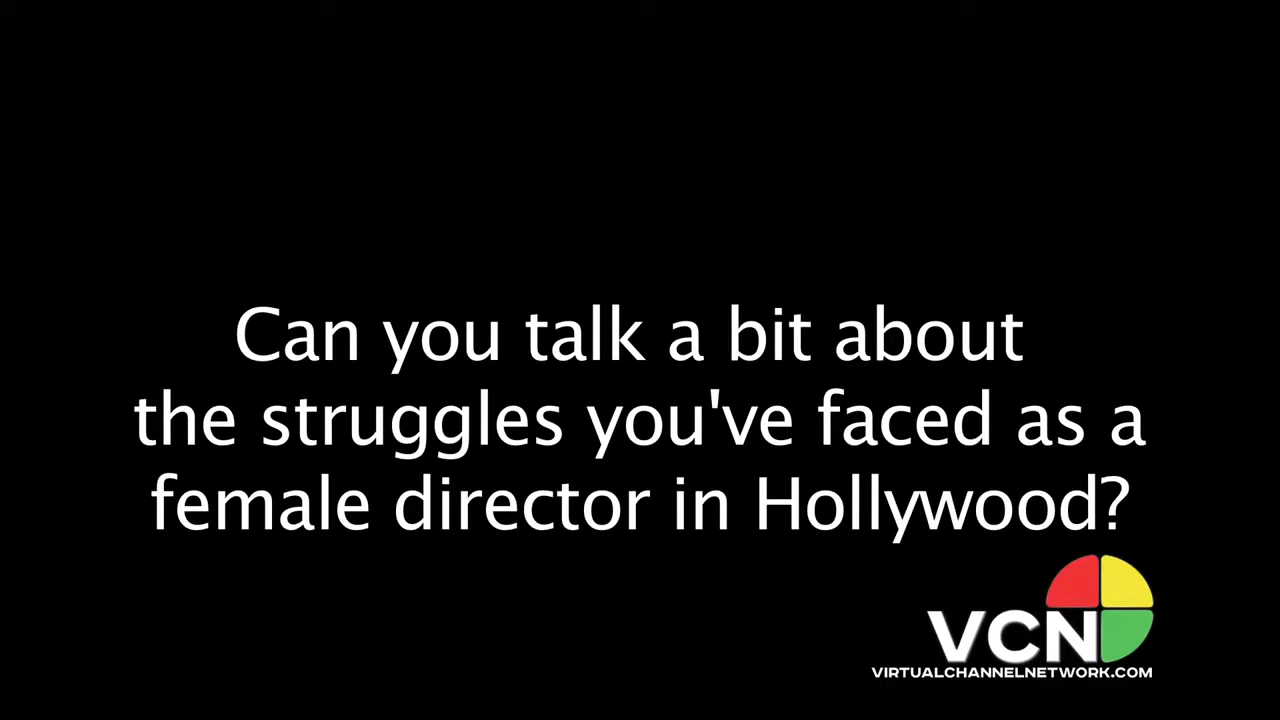 Can you talk a bit about
the struggles you've faced as a
female director in Hollywood?
VCN
VIRTUALCHANNELNETWORK.COM